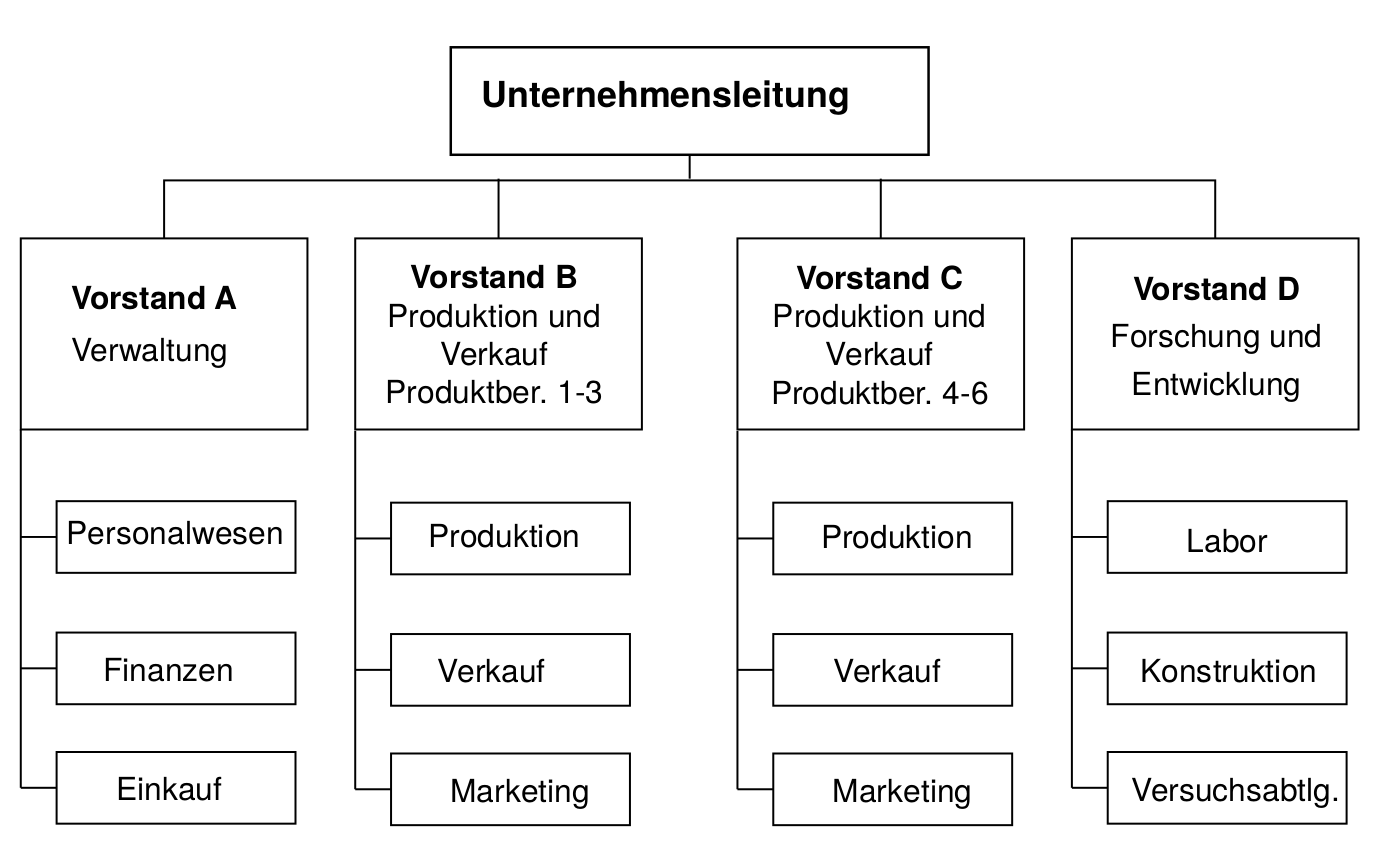 Unternehmensleitung
Vorstand A
Verwaltung
Vorstand B
Produktion und
Verkauf
Produktber. 1-3
Vorstand C
Produktion und
Verkauf
Produktber. 4-6
Vorstand D
Forschung und
Entwicklung
Personalwesen
Finanzen
Einkauf
Produktion
Verkauf
Marketing
Produktion
Verkauf
Marketing
Labor
Konstruktion
Versuchsabtlg.